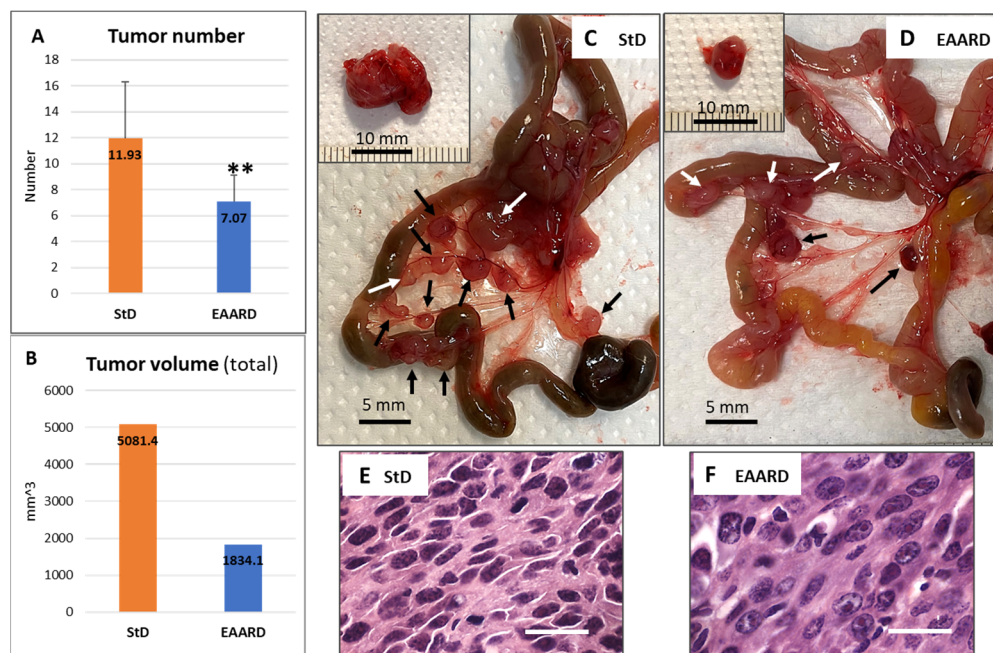 A
Tumor number
18
16
14
12
10
8
6
4
2
0
Number
11.93
**
7.07
StD
EAARD
B
Tumor volume (total)
6000
5000
4000
3000
2000
1000
0
mm^3
5081.4
1834.1
StD
EAARD
C StD
10 mm
5 mm
D EAARD
10 mm
5 mm
E StD
F EAARD